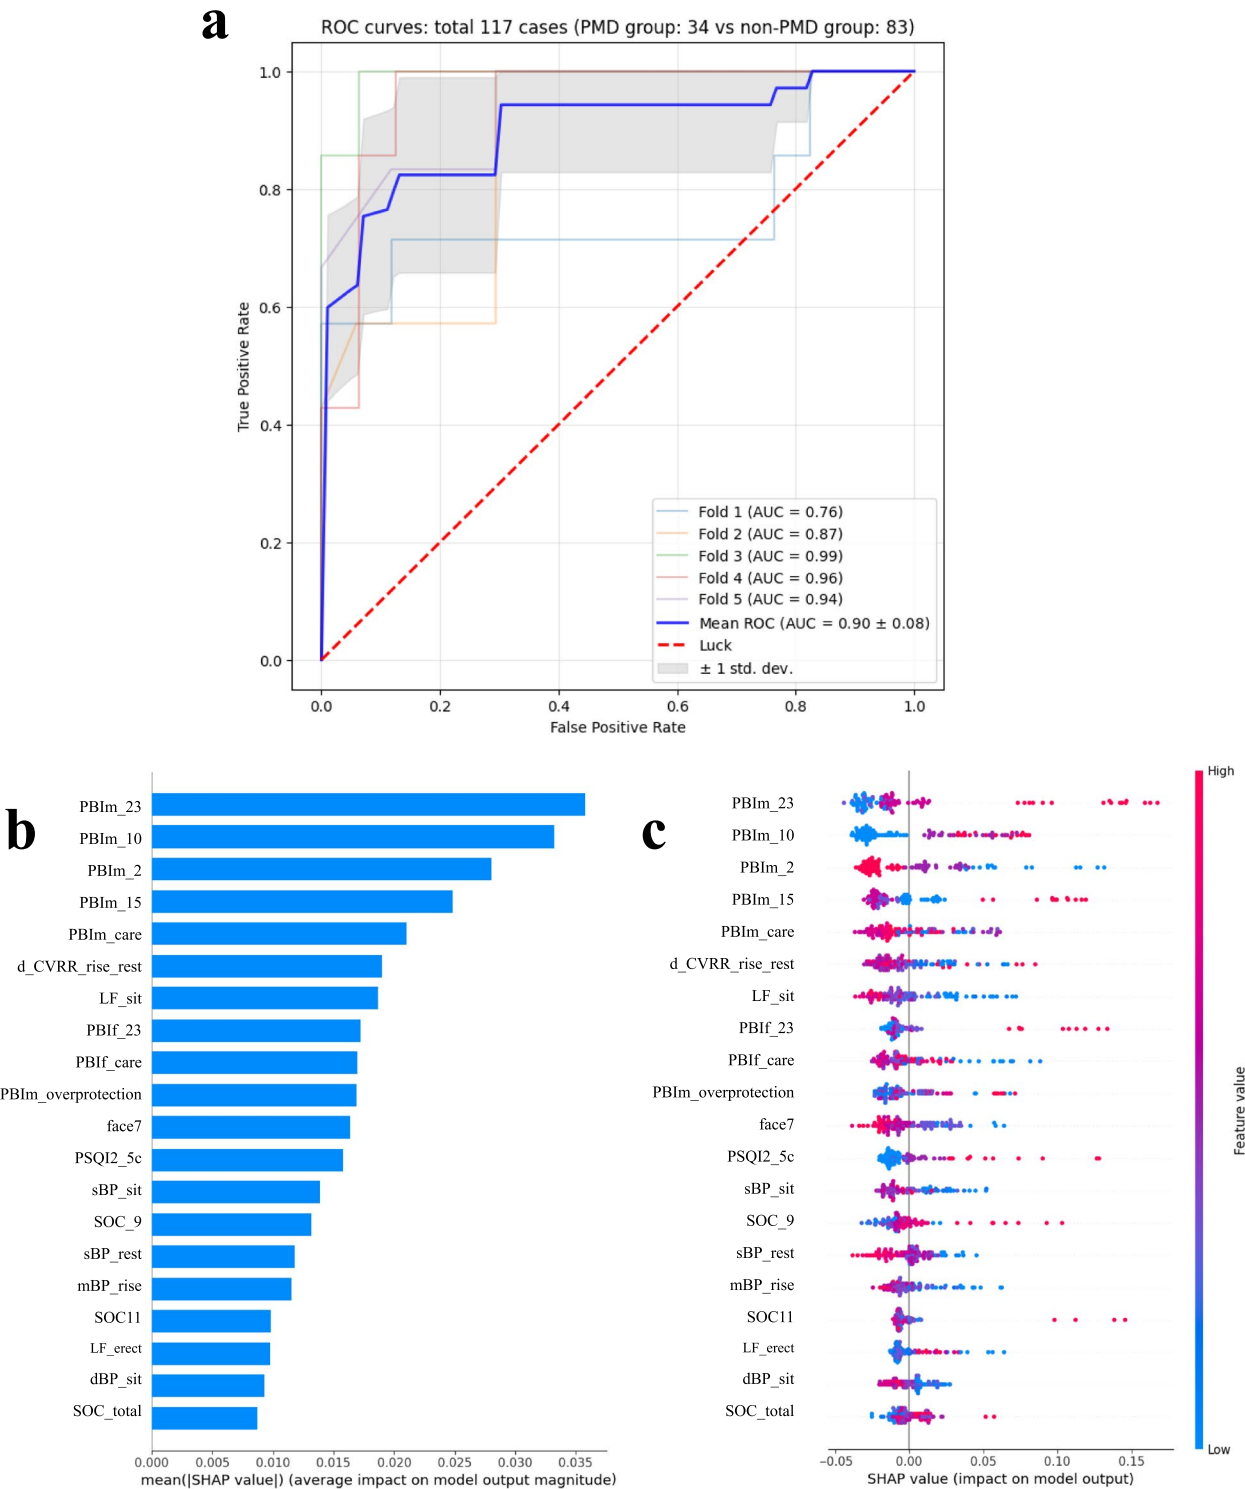 a
ROC curves: total 117 cases (PMD group: 34 vs non-PMD group: 83)
1.0
0.8
0.6
0.4
0.2
0.0
True Positive Rate
Fold 1 (AUC = 0.76)
Fold 2 (AUC = 0.87)
Fold 3 (AUC = 0.99)
Fold 4 (AUC = 0.96)
Fold 5 (AUC = 0.94)
Mean ROC (AUC = 0.90 ± 0.08)
Luck
± 1 std. dev.
0.0 0.2 0.4 0.6 0.8 1.0
False Positive Rate
b
PBIm_23
PBIm_10
PBIm_2
PBIm_15
PBIm_care
d_CVRR_rise_rest
LF_sit
PBIf_23
PBIf_care
PBIm_overprotection
face7
PSQI2_5c
sBP_sit
SOC_9
sBP_rest
mBP_rise
SOC11
LF_erect
dBP_sit
SOC_total
0.000 0.005 0.010 0.015 0.020 0.025 0.030 0.035
mean(|SHAP value|) (average impact on model output magnitude)
c
PBIm_23
PBIm_10
PBIm_2
PBIm_15
PBIm_care
d_CVRR_rise_rest
LF_sit
PBIf_23
PBIf_care
PBIm_overprotection
face7
PSQI2_5c
sBP_sit
SOC_9
sBP_rest
mBP_rise
SOC11
LF_erect
dBP_sit
SOC_total
−0.05 0.00 0.05 0.10 0.15
SHAP value (impact on model output)
High
Low
Feature value